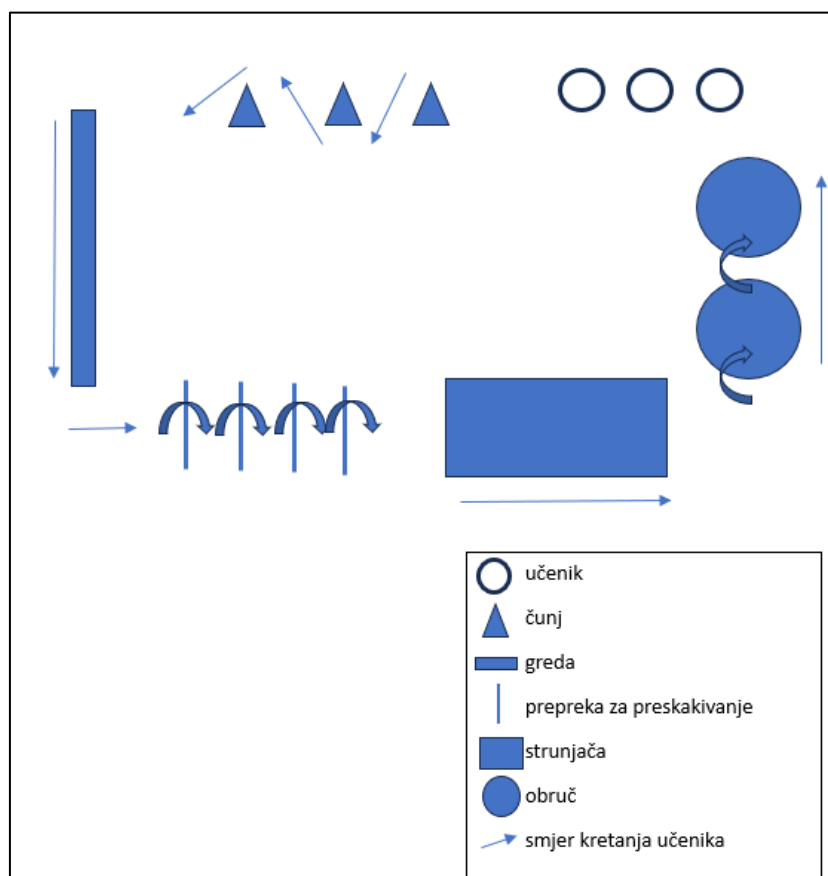 učenik
čunj
greda
prepreka za preskakivanje
strunjača
obruč
smjer kretanja učenika